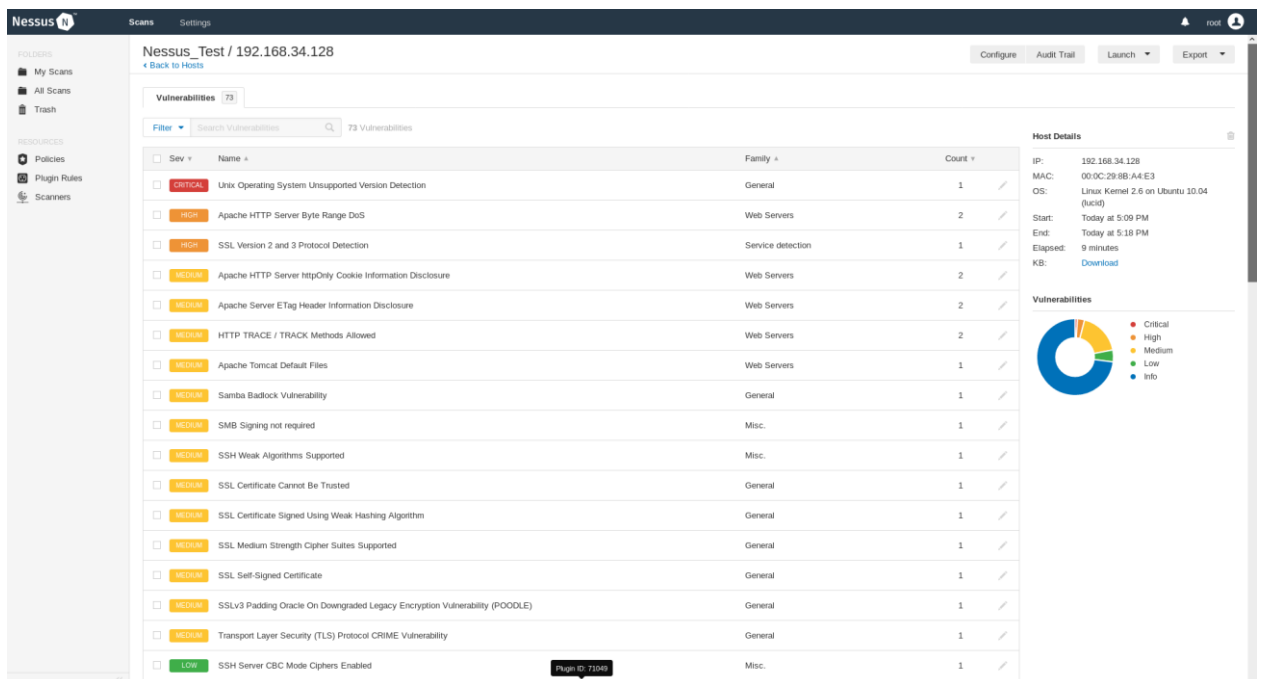 Nessus N Scans Settings root
FOLDERS
My Scans
All Scans
Trash
RESOURCES
Policies
Plugin Rules
Scanners
Nessus_Test / 192.168.34.128
Back to Hosts
Configure Audit Trail Launch Export
Vulnerabilities 73
Filter Search Vulnerabilities 73 Vulnerabilities
Sev Name Family Count
CRITICAL Unix Operating System Unsupported Version Detection General 1
HIGH Apache HTTP Server Byte Range DoS Web Servers 2
HIGH SSL Version 2 and 3 Protocol Detection Service detection 1
MEDIUM Apache HTTP Server httpOnly Cookie Information Disclosure Web Servers 2
MEDIUM Apache Server ETag Header Information Disclosure Web Servers 2
MEDIUM HTTP TRACE / TRACK Methods Allowed Web Servers 2
MEDIUM Apache Tomcat Default Files Web Servers 1
MEDIUM Samba Badlock Vulnerability General 1
MEDIUM SMB Signing not required Misc. 1
MEDIUM SSH Weak Algorithms Supported Misc. 1
MEDIUM SSL Certificate Cannot Be Trusted General 1
MEDIUM SSL Certificate Signed Using Weak Hashing Algorithm General 1
MEDIUM SSL Medium Strength Cipher Suites Supported General 1
MEDIUM SSL Self-Signed Certificate General 1
MEDIUM SSLv3 Padding Oracle On Downgraded Legacy Encryption Vulnerability (POODLE) General 1
MEDIUM Transport Layer Security (TLS) Protocol CRIME Vulnerability General 1
LOW SSH Server CBC Mode Ciphers Enabled Misc. 1
Plugin ID: 71049
Host Details
IP: 192.168.34.128
MAC: 00:0C:29:8B:A4:E3
OS: Linux Kernel 2.6 on Ubuntu 10.04
(lucid)
Start: Today at 5:09 PM
End: Today at 5:18 PM
Elapsed: 9 minutes
KB: Download
Vulnerabilities
Critical
High
Medium
Low
Info